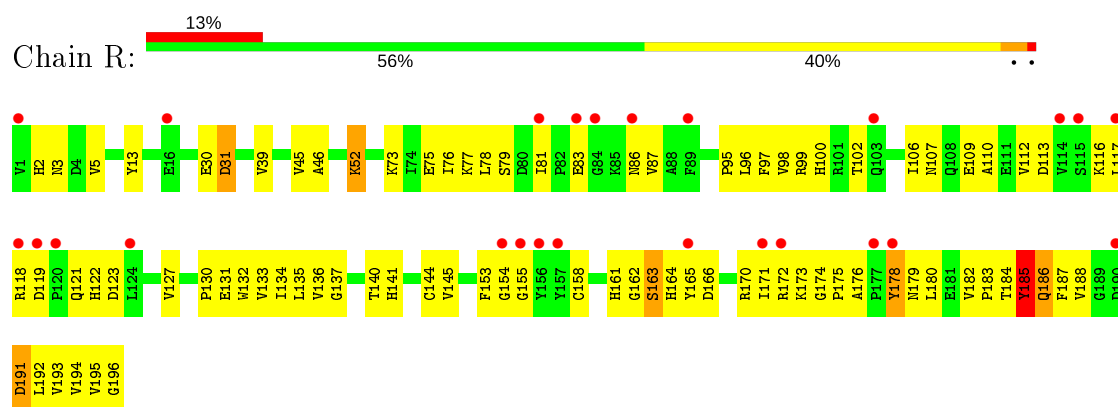 13%
Chain R:
56% 40% • •
V1 H2 N3 D4 V5 Y13 E16 E30 D31 V39 V45 A46 K52 K73 I74 E75 I76 K77 L78 S79 D80 I81 P82 E83 G84 K85 N86 V87 A88 F89 P95 L96 F97 V98 R99 H100 R101 T102 Q103 I106 N107 Q108 E109 A110 E111 V112 D113 V114 S115 K116 L117
R118 D119 P120 Q121 H122 D123 L124 V127 P130 E131 W132 V133 I134 L135 V136 G137 T140 H141 C144 V145 F153 G154 G155 Y156 Y157 C158 H161 G162 S163 H164 Y165 D166 R170 I171 R172 K173 G174 P175 A176 P177 Y178 N179 L180 E181 V182 P183 T184 Y185 Q186 F187 V188 G189 D190
D191 L192 V193 V194 V195 G196